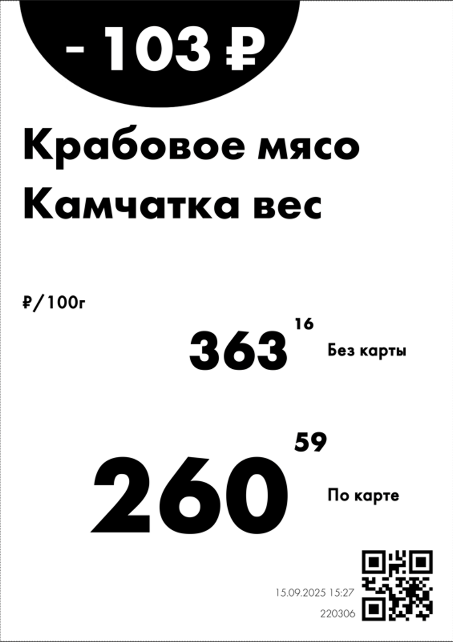 - 103 ₽
Крабовое мясо
Камчатка вес
₽/100г
363 16 Без карты
260 59 По карте
15.09.2025 15:27
220306